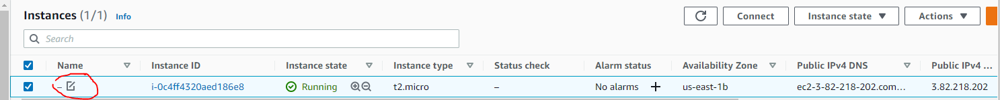 Instances (1/1) Info Connect Instance state Actions
Search
Name Instance ID Instance state Instance type Status check Alarm status Availability Zone Public IPv4 DNS Public IPv4 ...
– i-0c4ff4320aed186e8 Running t2.micro – No alarms + us-east-1b ec2-3-82-218-202.com... 3.82.218.202